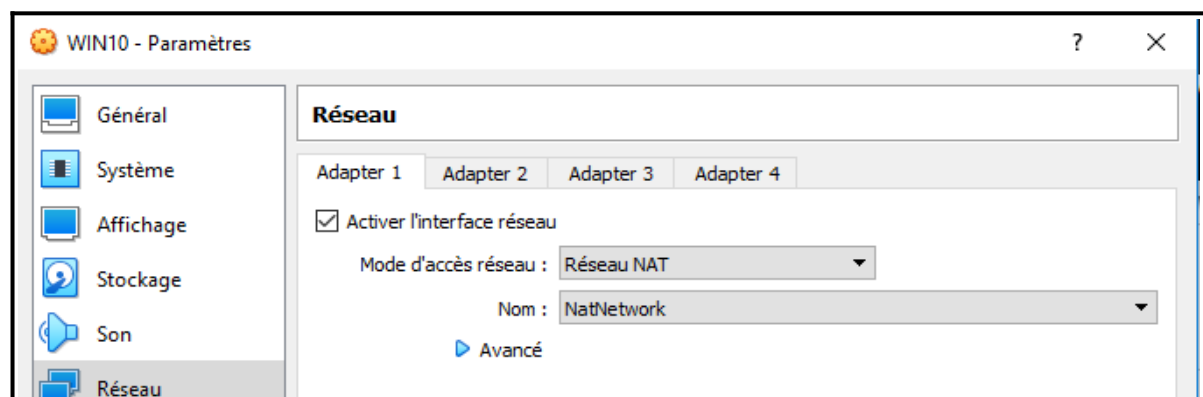 WIN10 - Paramètres ?
Général
Système
Affichage
Stockage
Son
Réseau
Réseau
Adapter 1 Adapter 2 Adapter 3 Adapter 4
Activer l'interface réseau
Mode d'accès réseau : Réseau NAT
Nom : NatNetwork
Avancé